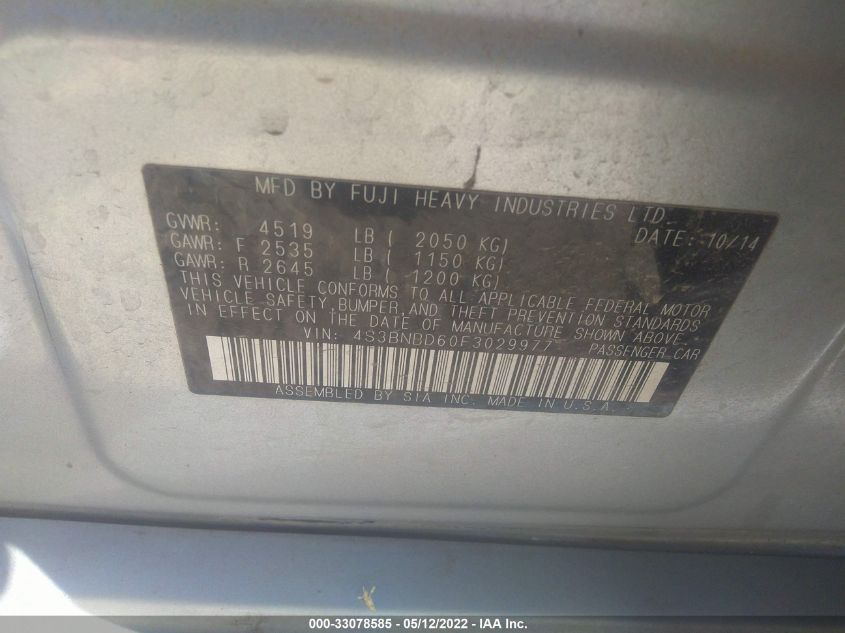 MFD BY FUJI HEAVY INDUSTRIES LTD.
GVWR: 4519 LB ( 2050 KG) DATE: 10/14
GAWR: F 2535 LB ( 1150 KG)
GAWR: R 2645 LB ( 1200 KG)
THIS VEHICLE CONFORMS TO ALL APPLICABLE FEDERAL MOTOR
VEHICLE SAFETY, BUMPER, AND THEFT PREVENTION STANDARDS
IN EFFECT ON THE DATE OF MANUFACTURE SHOWN ABOVE.
VIN: 4S3BNBD60F3029977 PASSENGER CAR
ASSEMBLED BY SIA INC. MADE IN U.S.A.
000-33078585 - 05/12/2022 - IAA Inc.